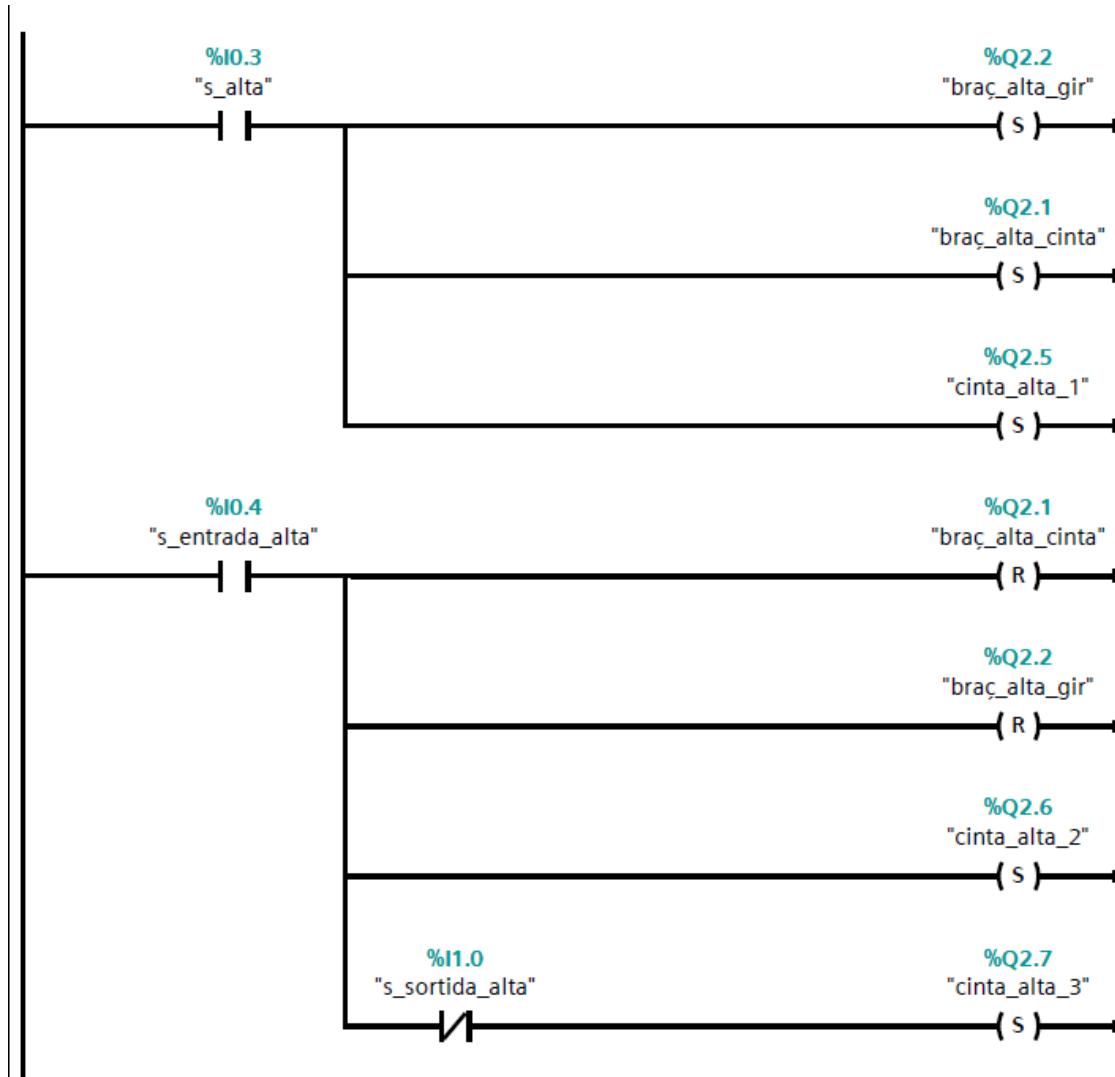 %I0.3
"s_alta"
%Q2.2
"braç_alta_gir"
S
%Q2.1
"braç_alta_cinta"
S
%Q2.5
"cinta_alta_1"
S
%I0.4
"s_entrada_alta"
%Q2.1
"braç_alta_cinta"
R
%Q2.2
"braç_alta_gir"
R
%Q2.6
"cinta_alta_2"
S
%I1.0
"s_sortida_alta"
%Q2.7
"cinta_alta_3"
S